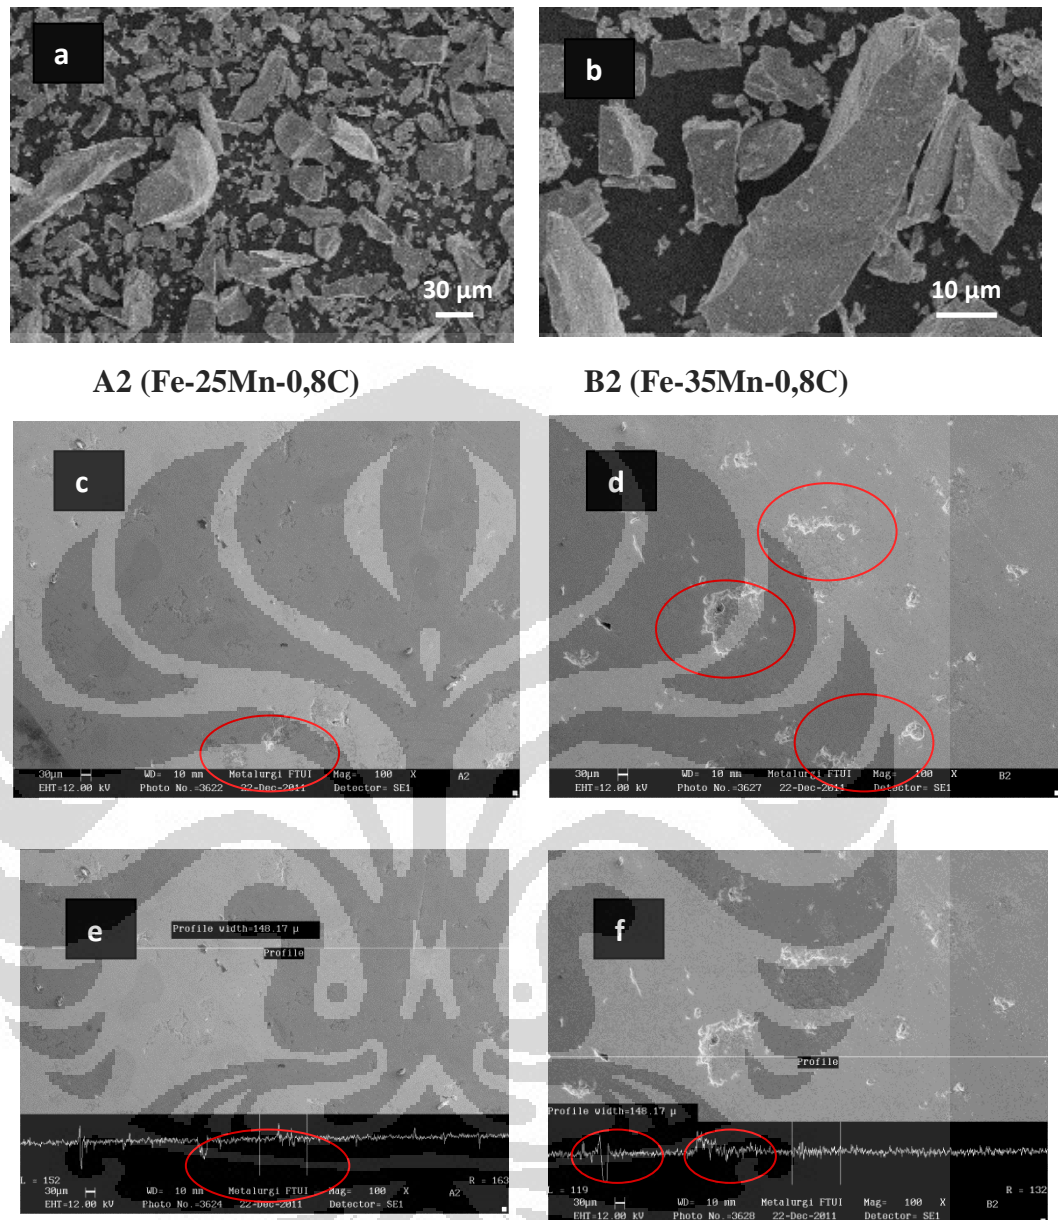 a
b
30 µm
10 µm
A2 (Fe-25Mn-0,8C)
B2 (Fe-35Mn-0,8C)
c
d
30µm WD= 10 mm Metalurgi FTUI Mag= 100 X A2
EHT=12.00 kV Photo No.=3622 22-Dec-2011 Detector= SE1
30µm WD= 10 mm Metalurgi FTUI Mag= 100 X B2
EHT=12.00 kV Photo No.=3627 22-Dec-2011 Detector= SE1
e
Profile width=148.17 µ
Profile
L = 152
R = 163
30µm WD= 10 mm Metalurgi FTUI Mag= 100 X A2
EHT=12.00 kV Photo No.=3624 22-Dec-2011 Detector= SE1
f
Profile
Profile width=148.17 µ
L = 119
R = 132
30µm WD= 10 mm Metalurgi FTUI Mag= 100 X B2
EHT=12.00 kV Photo No.=3628 22-Dec-2011 Detector= SE1